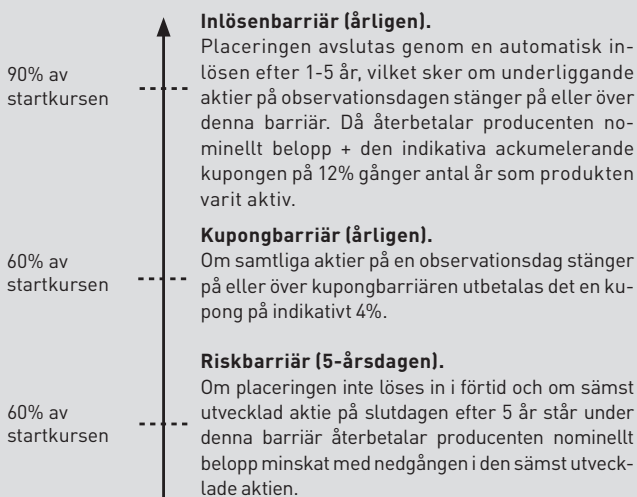 Inlösenbarriär (årligen).
90% av
startkursen
Placeringen avslutas genom en automatisk in-
lösen efter 1-5 år, vilket sker om underliggande
aktier på observationsdagen stänger på eller över
denna barriär. Då återbetalar producenten no-
minellt belopp + den indikativa ackumelerande
kupongen på 12% gånger antal år som produkten
varit aktiv.
Kupongbarriär (årligen).
60% av
startkursen
Om samtliga aktier på en observationsdag stänger
på eller över kupongbarriären utbetalas det en ku-
pong på indikativt 4%.
Riskbarriär (5-årsdagen).
60% av
startkursen
Om placeringen inte löses in i förtid och om sämst
utvecklad aktie på slutdagen efter 5 år står under
denna barriär återbetalar producenten nominellt
belopp minskat med nedgången i den sämst utveck-
lade aktien.